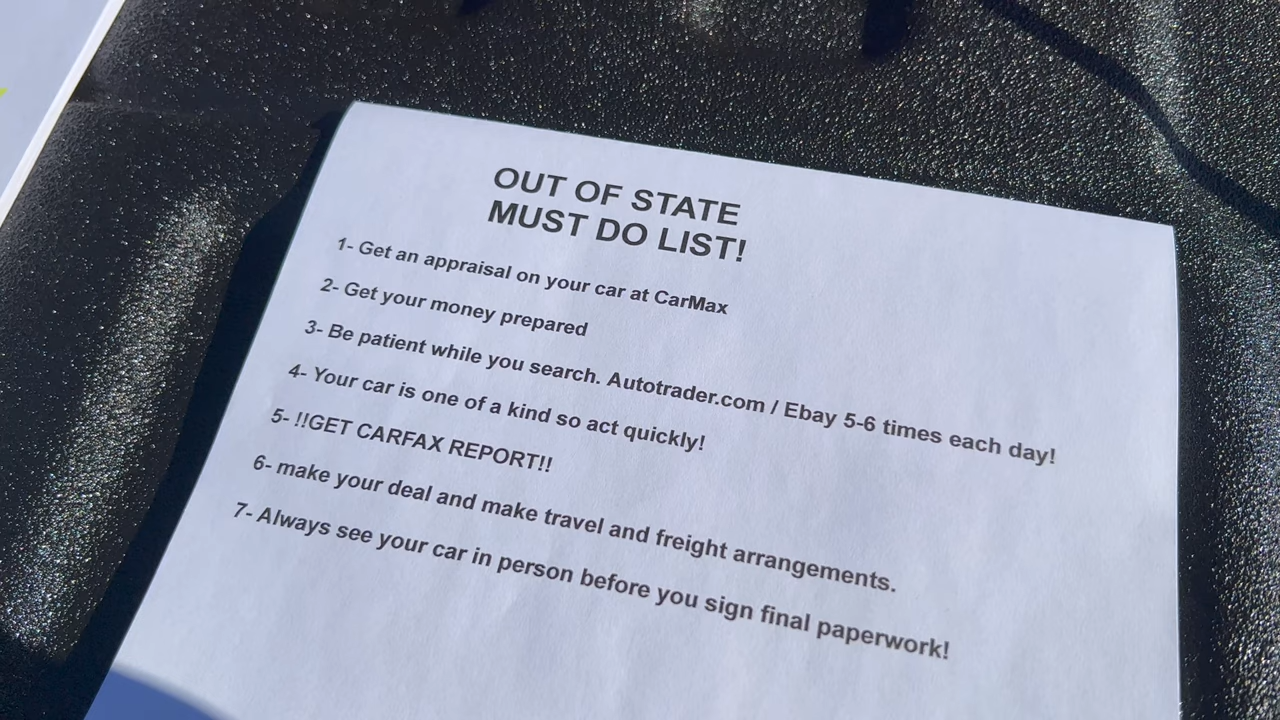 OUT OF STATE
MUST DO LIST!
1- Get an appraisal on your car at CarMax
2- Get your money prepared
3- Be patient while you search. Autotrader.com / Ebay 5-6 times each day!
4- Your car is one of a kind so act quickly!
5- !!GET CARFAX REPORT!!
6- make your deal and make travel and freight arrangements.
7- Always see your car in person before you sign final paperwork!